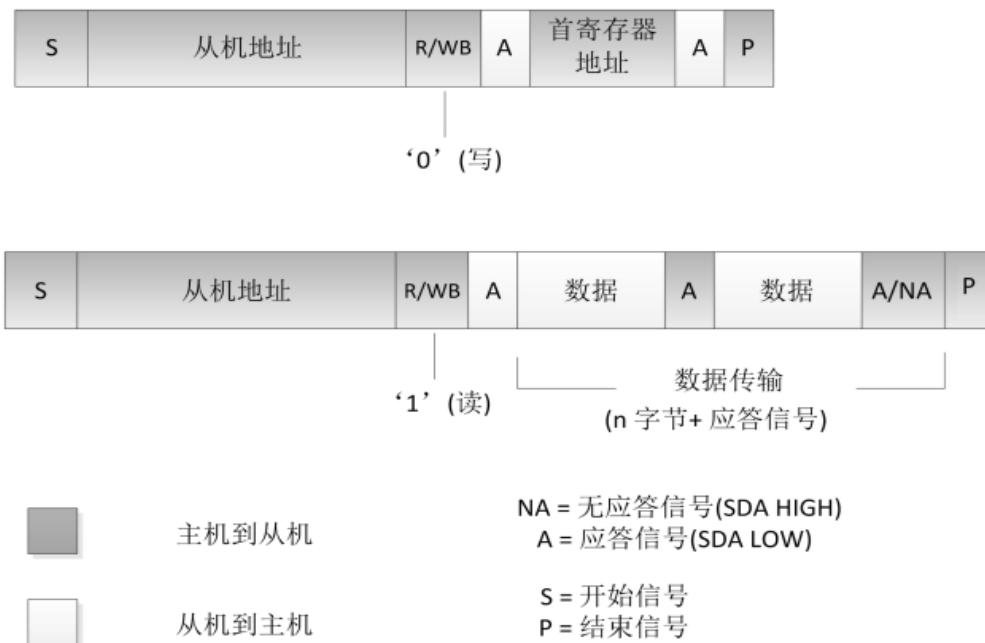 S 从机地址 R/WB A 首寄存器地址 A P
‘0’ (写)
S 从机地址 R/WB A 数据 A 数据 A/NA P
‘1’ (读)
数据传输
(n 字节+ 应答信号)
主机到从机
NA = 无应答信号(SDA HIGH)
A = 应答信号(SDA LOW)
从机到主机
S = 开始信号
P = 结束信号